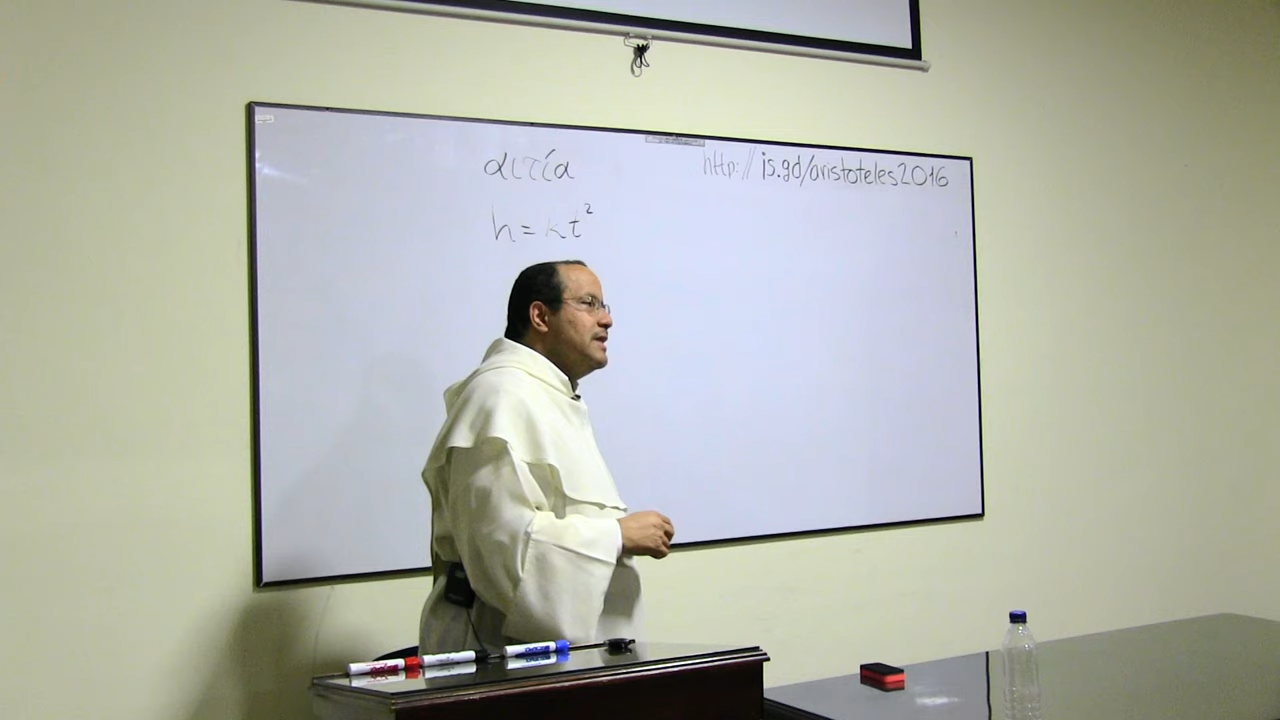 αιτία
http://is.gd/aristoteles2016
h = kt²